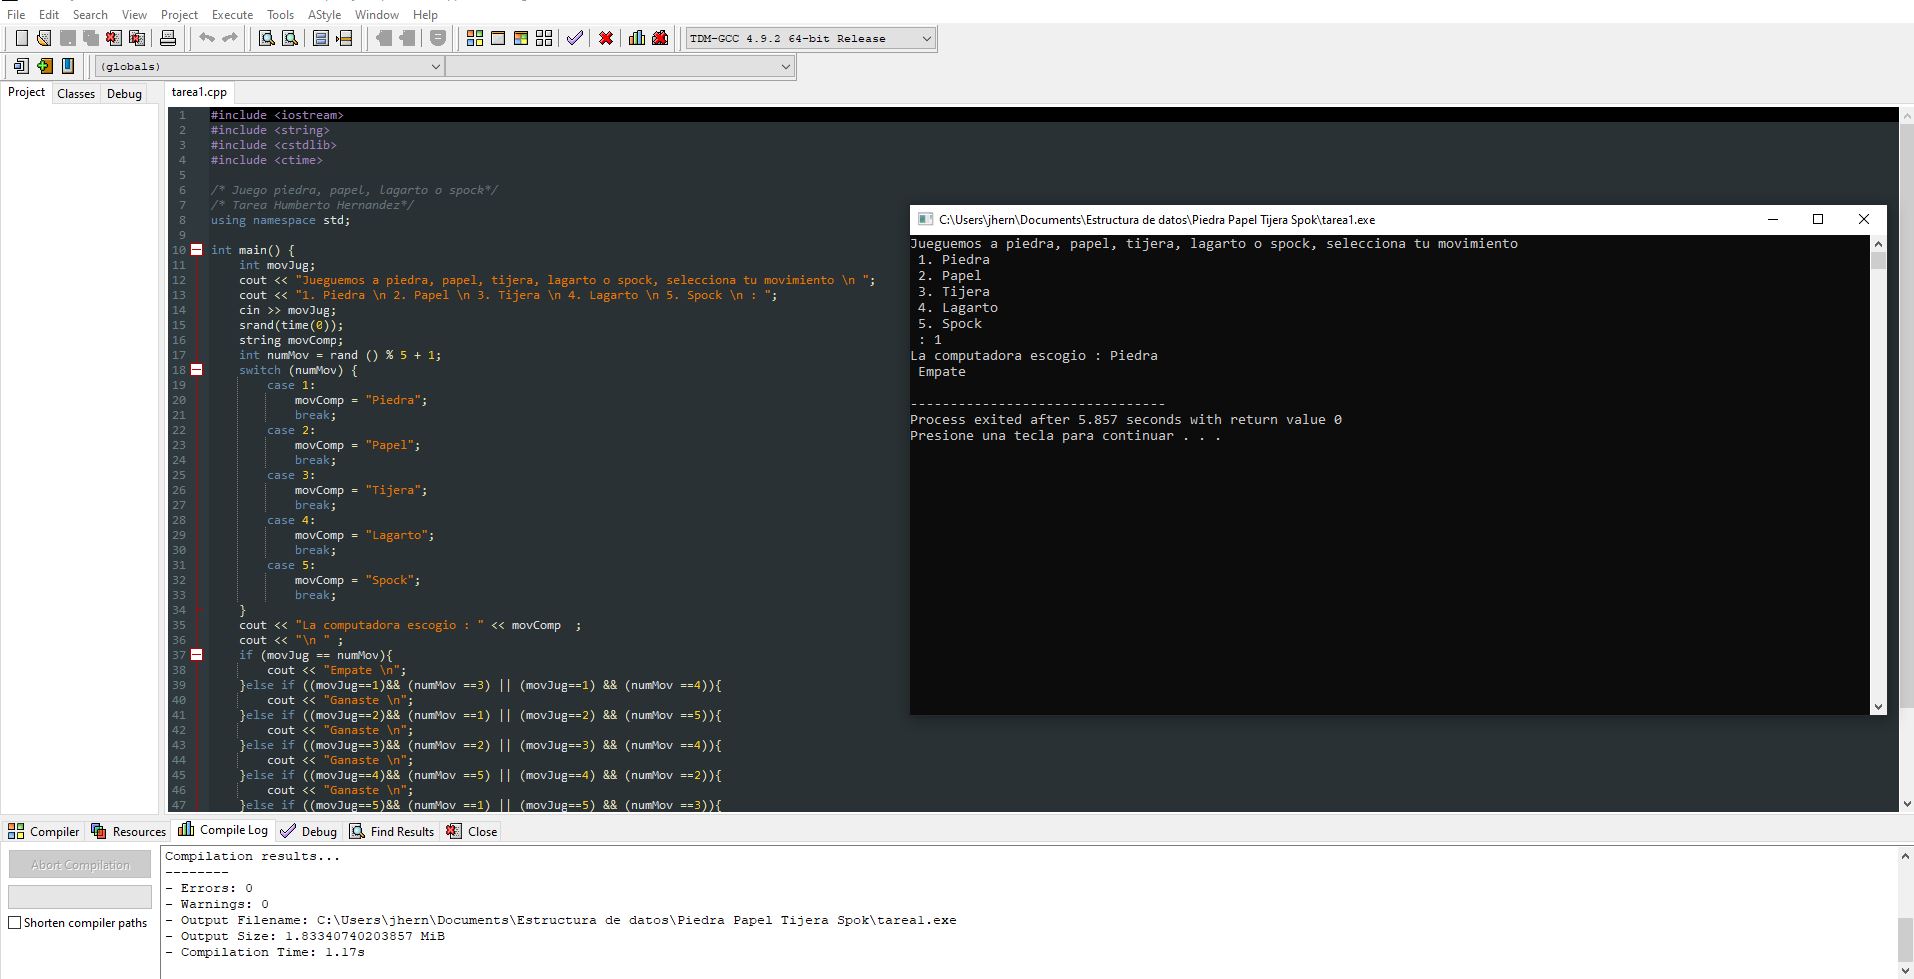 File Edit Search View Project Execute Tools AStyle Window Help
TDM-GCC 4.9.2 64-bit Release
(globals)
Project Classes Debug
tarea1.cpp
1 #include <iostream>
2 #include <string>
3 #include <cstdlib>
4 #include <ctime>
5
6 /* Juego piedra, papel, lagarto o spock*/
7 /* Tarea Humberto Hernandez*/
8 using namespace std;
9
10 int main() {
11 int movJug;
12 cout << "Jueguemos a piedra, papel, tijera, lagarto o spock, selecciona tu movimiento \n ";
13 cout << "1. Piedra \n 2. Papel \n 3. Tijera \n 4. Lagarto \n 5. Spock \n : ";
14 cin >> movJug;
15 srand(time(0));
16 string movComp;
17 int numMov = rand () % 5 + 1;
18 switch (numMov) {
19 case 1:
20 movComp = "Piedra";
21 break;
22 case 2:
23 movComp = "Papel";
24 break;
25 case 3:
26 movComp = "Tijera";
27 break;
28 case 4:
29 movComp = "Lagarto";
30 break;
31 case 5:
32 movComp = "Spock";
33 break;
34 }
35 cout << "La computadora escogio : " << movComp  ;
36 cout << "\n " ;
37 if (movJug == numMov){
38 cout << "Empate \n";
39 }else if ((movJug==1)&& (numMov ==3) || (movJug==1) && (numMov ==4)){
40 cout << "Ganaste \n";
41 }else if ((movJug==2)&& (numMov ==1) || (movJug==2) && (numMov ==5)){
42 cout << "Ganaste \n";
43 }else if ((movJug==3)&& (numMov ==2) || (movJug==3) && (numMov ==4)){
44 cout << "Ganaste \n";
45 }else if ((movJug==4)&& (numMov ==5) || (movJug==4) && (numMov ==2)){
46 cout << "Ganaste \n";
47 }else if ((movJug==5)&& (numMov ==1) || (movJug==5) && (numMov ==3)){
C:\Users\jhern\Documents\Estructura de datos\Piedra Papel Tijera Spok\tarea1.exe
Jueguemos a piedra, papel, tijera, lagarto o spock, selecciona tu movimiento
1. Piedra
2. Papel
3. Tijera
4. Lagarto
5. Spock
: 1
La computadora escogio : Piedra
Empate
--------------------------------
Process exited after 5.857 seconds with return value 0
Presione una tecla para continuar . . .
Compiler Resources Compile Log Debug Find Results Close
Abort Compilation
Shorten compiler paths
Compilation results...
--------
- Errors: 0
- Warnings: 0
- Output Filename: C:\Users\jhern\Documents\Estructura de datos\Piedra Papel Tijera Spok\tarea1.exe
- Output Size: 1.83340740203857 MiB
- Compilation Time: 1.17s